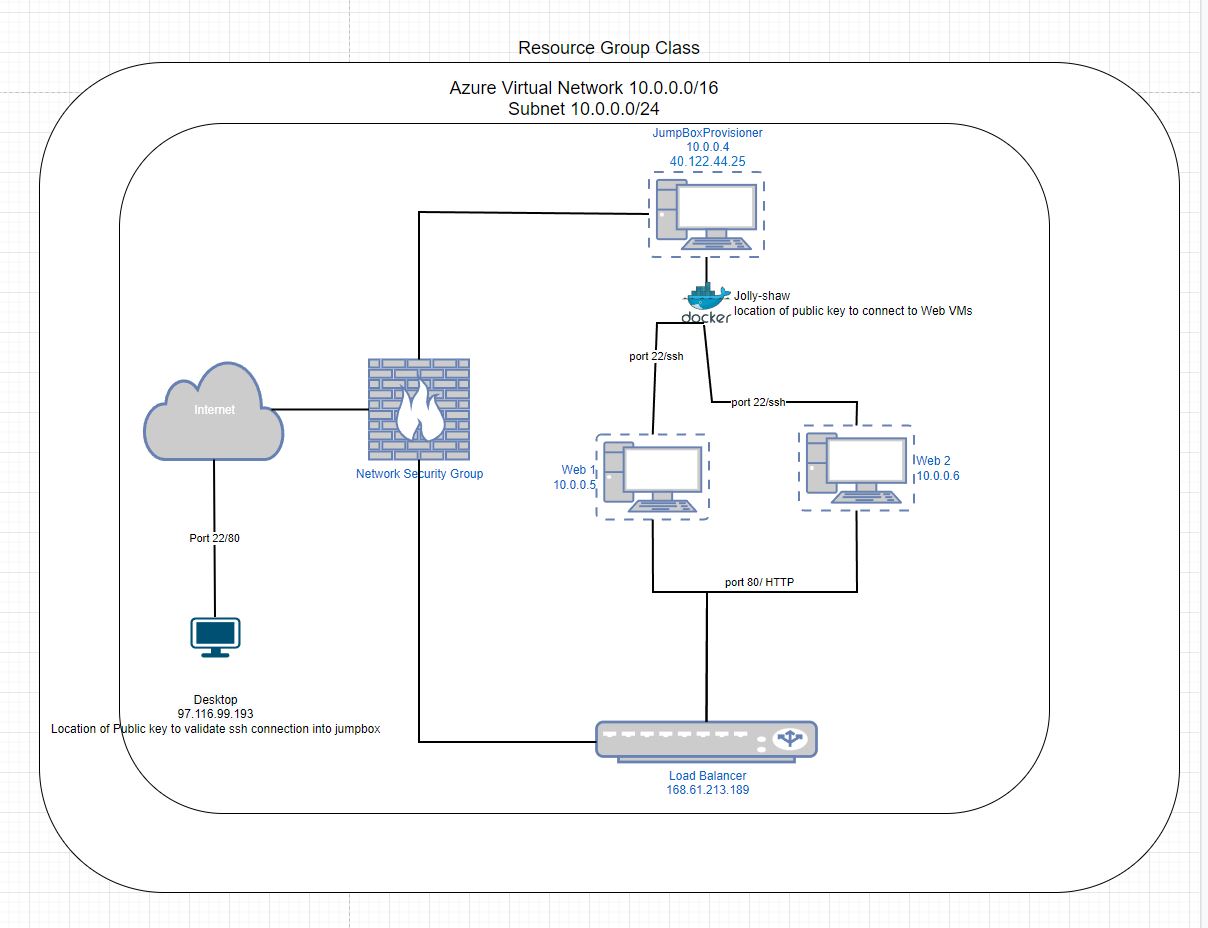 Resource Group Class
Azure Virtual Network 10.0.0.0/16
Subnet 10.0.0.0/24
JumpBoxProvisioner
10.0.0.4
40.122.44.25
docker
Jolly-shaw
location of public key to connect to Web VMs
port 22/ssh
port 22/ssh
Internet
Network Security Group
Web 1
10.0.0.5
Web 2
10.0.0.6
Port 22/80
port 80/ HTTP
Desktop
97.116.99.193
Location of Public key to validate ssh connection into jumpbox
Load Balancer
168.61.213.189